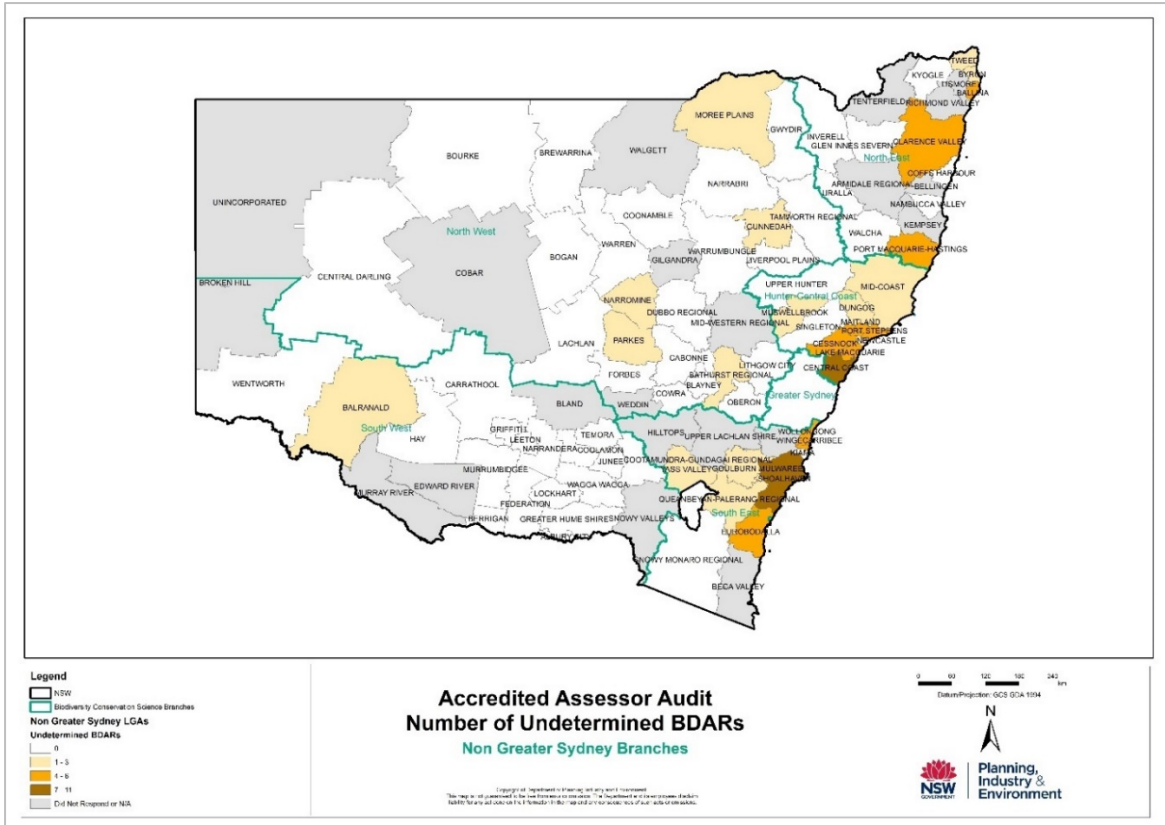 TWEED
KYOGLE
BYRON
LISMORE
BALLINA
TENTERFIELD
RICHMOND VALLEY
MOREE PLAINS
GWYDIR
INVERELL
GLEN INNES SEVERN
CLARENCE VALLEY
North East
BOURKE
BREWARRINA
WALGETT
COFFS HARBOUR
NARRABRI
ARMIDALE REGIONAL
BELLINGEN
URALLA
UNINCORPORATED
NAMBUCCA VALLEY
COONAMBLE
TAMWORTH REGIONAL
GUNNEDAH
KEMPSEY
North West
WALCHA
WARREN
WARRUMBUNGLE
PORT MACQUARIE-HASTINGS
BOGAN
GILGANDRA
LIVERPOOL PLAINS
COBAR
CENTRAL DARLING
BROKEN HILL
UPPER HUNTER
MID-COAST
Hunter Central Coast
NARROMINE
MUSWELLBROOK
DUNGOG
DUBBO REGIONAL
MID-WESTERN REGIONAL
MAITLAND
SINGLETON
PORT STEPHENS
NEWCASTLE
PARKES
CESSNOCK
LAKE MACQUARIE
LACHLAN
CABONNE
LITHGOW CITY
CENTRAL COAST
FORBES
BATHURST REGIONAL
WENTWORTH
CARRATHOOL
BLAYNEY
COWRA
OBERON
Greater Sydney
BALRANALD
BLAND
WEDDIN
South West
HAY
GRIFFITH
LEETON
TEMORA
HILLTOPS
UPPER LACHLAN SHIRE
WOLLONGONG
WINGECARRIBEE
NARRANDERA
COOLAMON
KIAMA
JUNEE
COOTAMUNDRA-GUNDAGAI REGIONAL
MURRUMBIDGEE
YASS VALLEY
GOULBURN MULWAREE
WAGGA WAGGA
SHOALHAVEN
MURRAY RIVER
EDWARD RIVER
LOCKHART
QUEANBEYAN-PALERANG REGIONAL
FEDERATION
BERRIGAN
GREATER HUME SHIRE
SNOWY VALLEYS
South East
ALBURY CITY
EUROBODALLA
SNOWY MONARO REGIONAL
BEGA VALLEY
Legend
NSW
Biodiversity Conservation Science Branches
Non Greater Sydney LGAs
Undetermined BDARs
0
1 - 3
4 - 6
7 - 11
Did Not Respond or N/A
Accredited Assessor Audit
Number of Undetermined BDARs
Non Greater Sydney Branches
0 60 120 180 240
km
Datum/Projection: GCS GDA 1994
N
NSW
GOVERNMENT
Planning,
Industry &
Environment